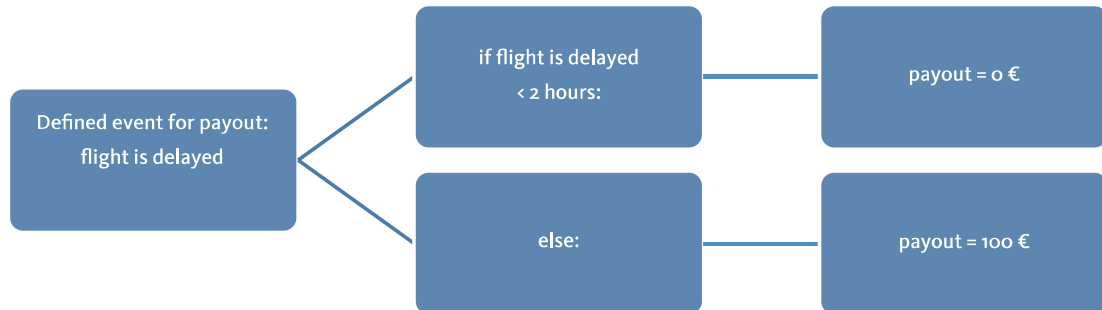 Defined event for payout:
flight is delayed
if flight is delayed
< 2 hours:
payout = 0 €
else:
payout = 100 €